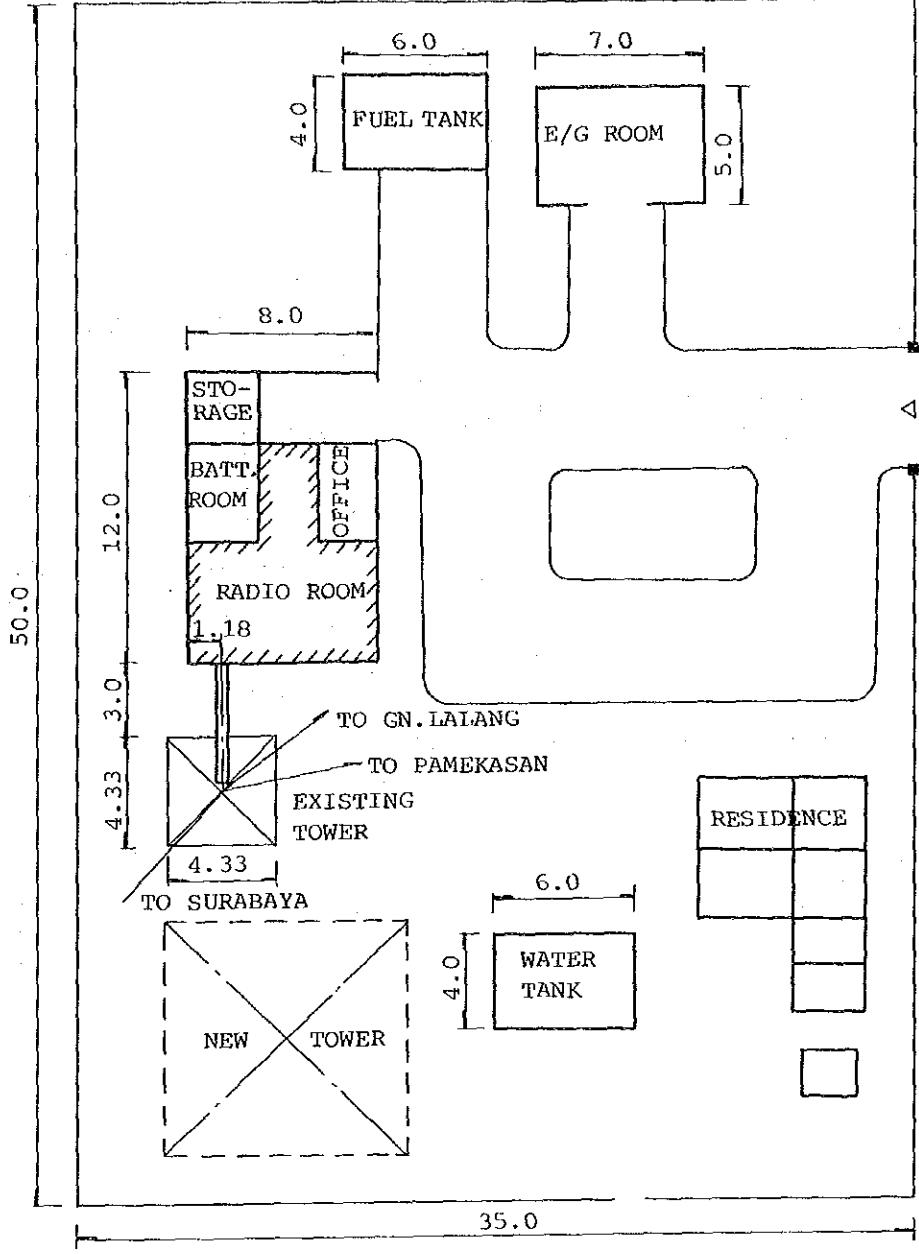 6.0
7.0
4.0
FUEL TANK
E/G ROOM
5.0
8.0
STO-
RAGE
BATT.
ROOM
OFFICE
12.0
RADIO ROOM
1.18
50.0
3.0
TO GN.LALANG
TO PAMEKASAN
4.33
EXISTING
TOWER
RESIDENCE
4.33
TO SURABAYA
6.0
4.0
WATER
TANK
NEW TOWER
35.0